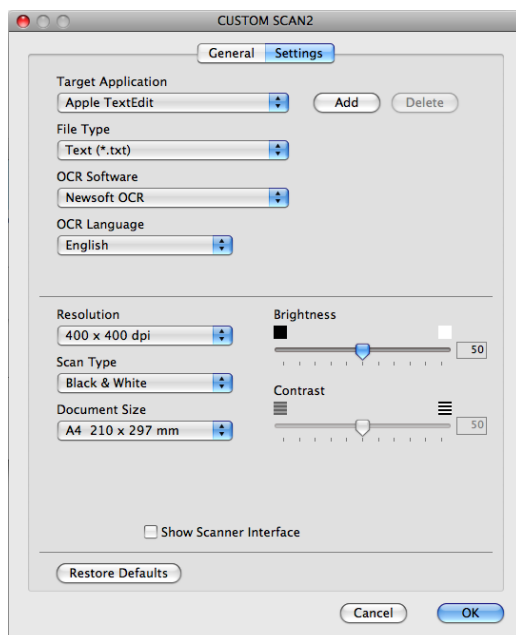 CUSTOM SCAN2
General Settings
Target Application
Apple TextEdit Add Delete
File Type
Text (*.txt)
OCR Software
Newsoft OCR
OCR Language
English
Resolution Brightness
400 x 400 dpi 50
Scan Type
Black & White
Contrast
Document Size
A4 210 x 297 mm 50
Show Scanner Interface
Restore Defaults
Cancel OK